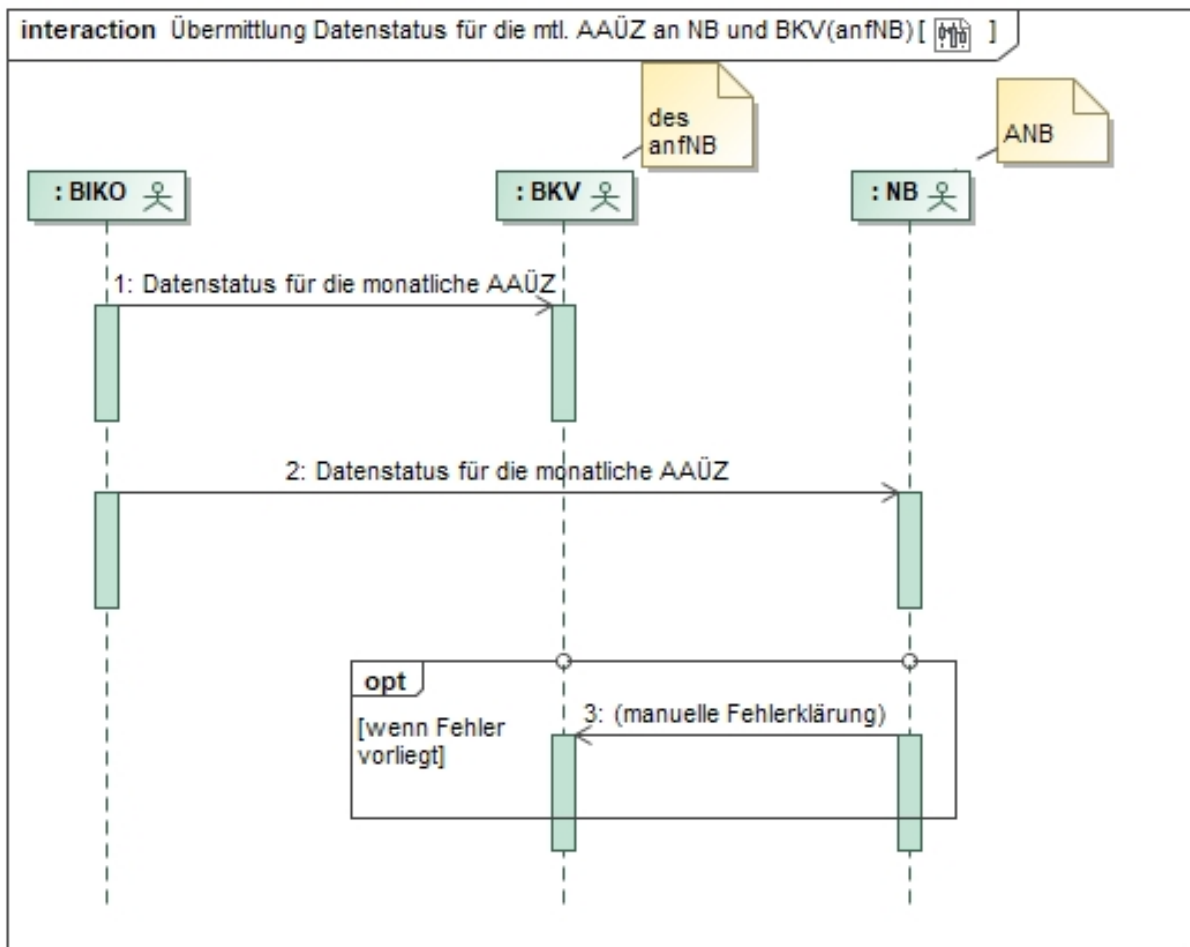 interaction Übermittlung Datenstatus für die mtl. AAÜZ an NB und BKV(anfNB)[ ]
des
anfNB
ANB
: BIKO
: BKV
: NB
1: Datenstatus für die monatliche AAÜZ
2: Datenstatus für die monatliche AAÜZ
opt
[wenn Fehler
vorliegt]
3: (manuelle Fehlerklärung)